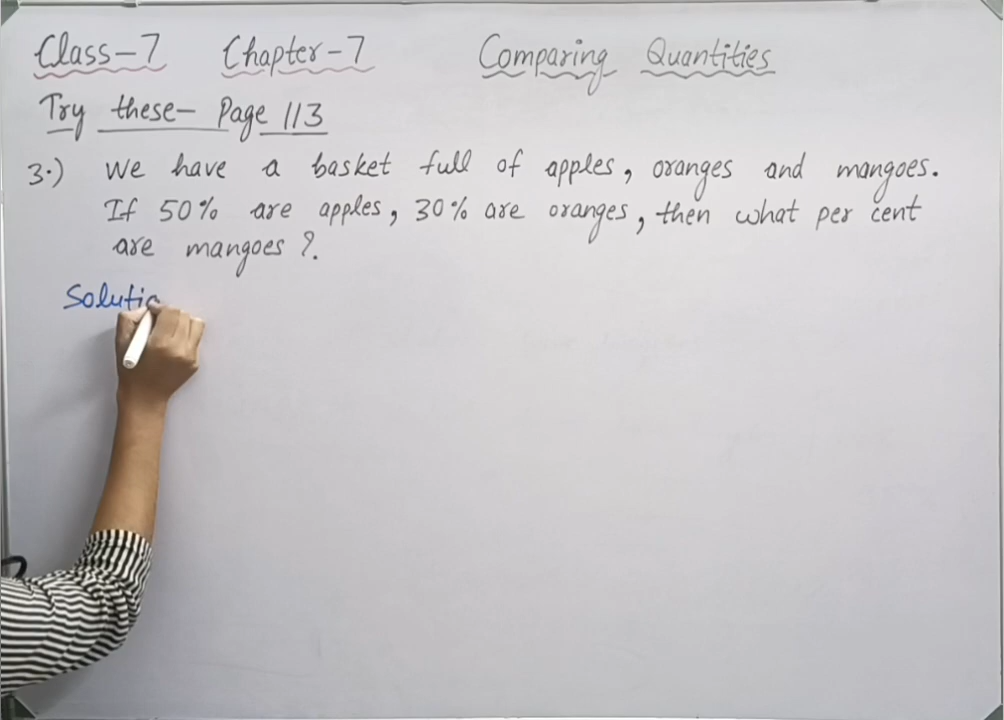 Class-7 Chapter-7 Comparing Quantities
Try these- Page 113
3.) We have a basket full of apples, oranges and mangoes.
If 50% are apples, 30% are oranges, then what per cent
are mangoes ?.
Solutio